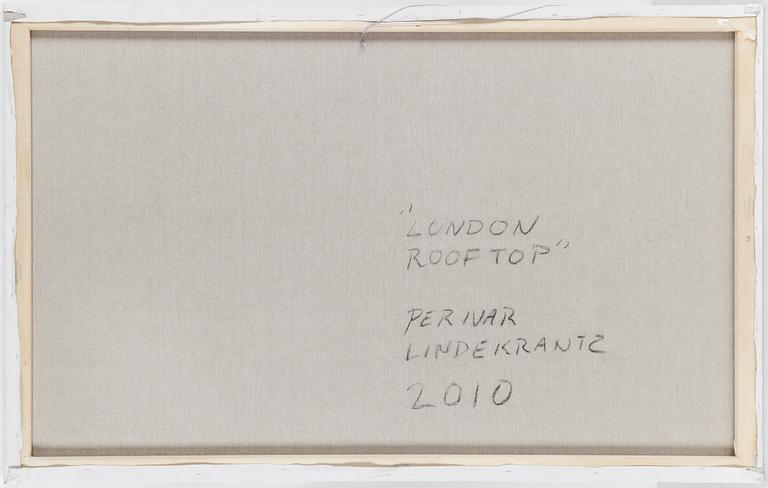 "LONDON
ROOFTOP"
PER IVAR
LINDEKRANTZ
2010